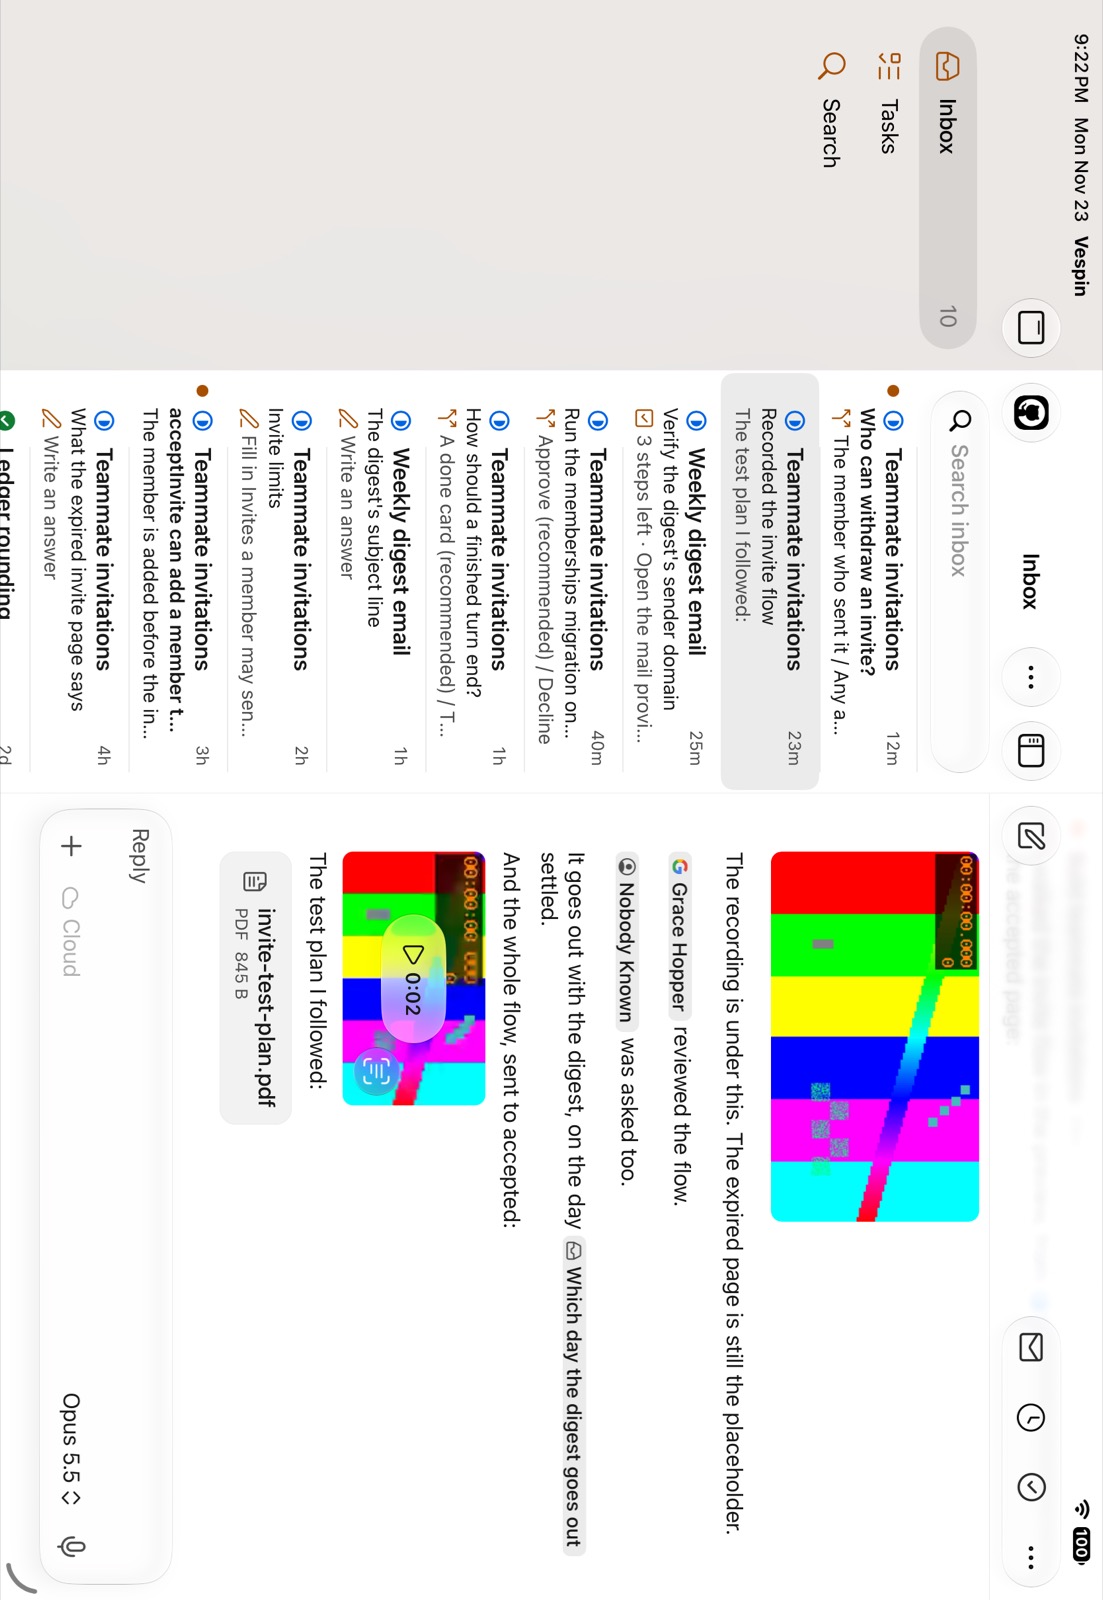 9:22 PM Mon Nov 23 Vespin
100
Inbox 10
Tasks
Search
Inbox
Search inbox
Teammate invitations 12m
Who can withdraw an invite?
The member who sent it / Any a...
Teammate invitations 23m
Recorded the invite flow
The test plan I followed:
Weekly digest email 25m
Verify the digest's sender domain
3 steps left · Open the mail provi...
Teammate invitations 40m
Run the memberships migration on...
Approve (recommended) / Decline
Teammate invitations 1h
How should a finished turn end?
A done card (recommended) / T...
Weekly digest email 1h
The digest's subject line
Write an answer
Teammate invitations 2h
Invite limits
Fill in Invites a member may sen...
Teammate invitations 3h
acceptInvite can add a member t...
The member is added before the in...
Teammate invitations 4h
What the expired invite page says
Write an answer
Ledger rounding 2d
the accepted page:
00:00:00.000
0
The recording is under this. The expired page is still the placeholder.
Grace Hopper reviewed the flow.
Nobody Known was asked too.
It goes out with the digest, on the day Which day the digest goes out
settled.
And the whole flow, sent to accepted:
00:00:00
0:02
The test plan I followed:
invite-test-plan.pdf
PDF 845 B
Reply
Cloud
Opus 5.5